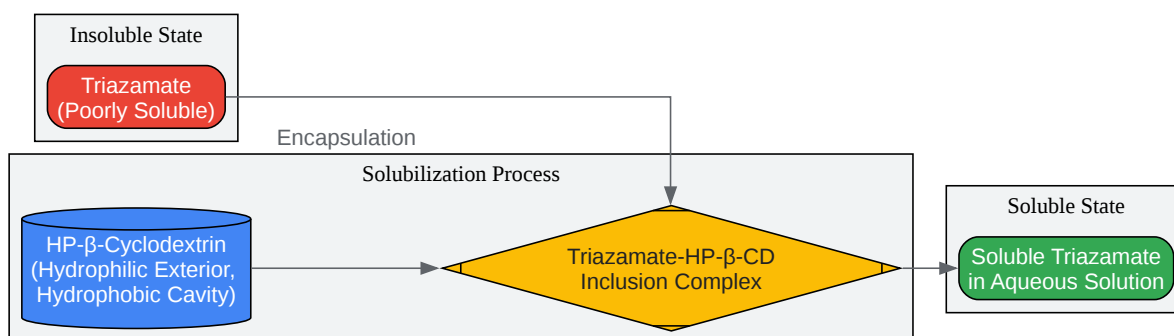 Insoluble State
Triazamate
(Poorly Soluble)
Encapsulation
Solubilization Process
HP-β-Cyclodextrin
(Hydrophilic Exterior,
Hydrophobic Cavity)
Triazamate-HP-β-CD
Inclusion Complex
Soluble State
Soluble Triazamate
in Aqueous Solution